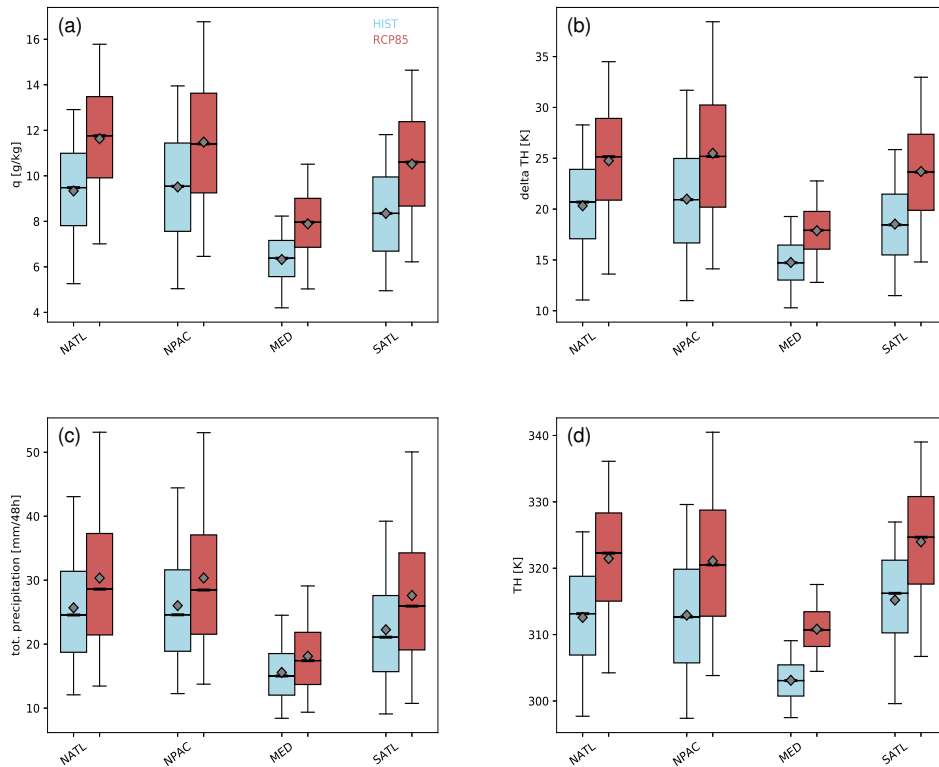 (a)
HIST
RCP85
q [g/kg]
16
14
12
10
8
6
4
NATL
NPAC
MED
SATL
(b)
delta TH [K]
35
30
25
20
15
10
NATL
NPAC
MED
SATL
(c)
tot. precipitation [mm/48h]
50
40
30
20
10
NATL
NPAC
MED
SATL
(d)
TH [K]
340
330
320
310
300
NATL
NPAC
MED
SATL